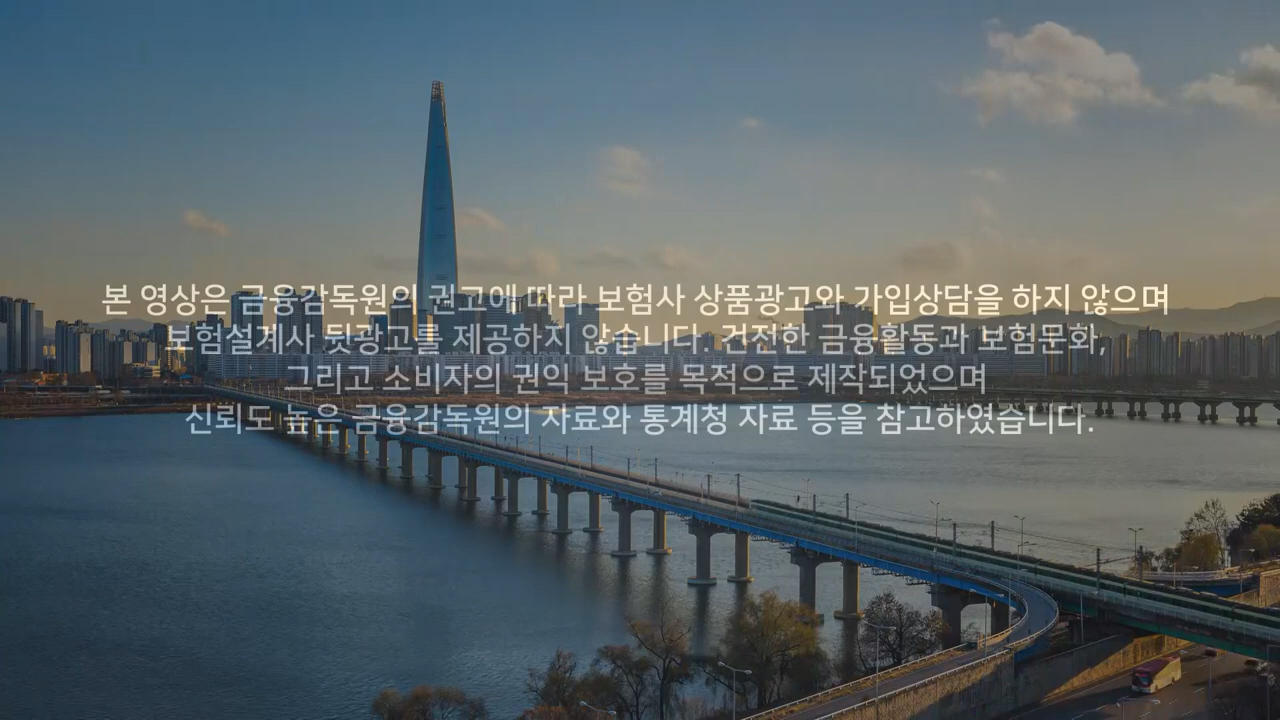 본 영상은 금융감독원의 권고에 따라 보험사 상품광고와 가입상담을 하지 않으며
보험설계사 뒷광고를 제공하지 않습니다. 건전한 금융활동과 보험문화,
그리고 소비자의 권익 보호를 목적으로 제작되었으며
신뢰도 높은 금융감독원의 자료와 통계청 자료 등을 참고하였습니다.